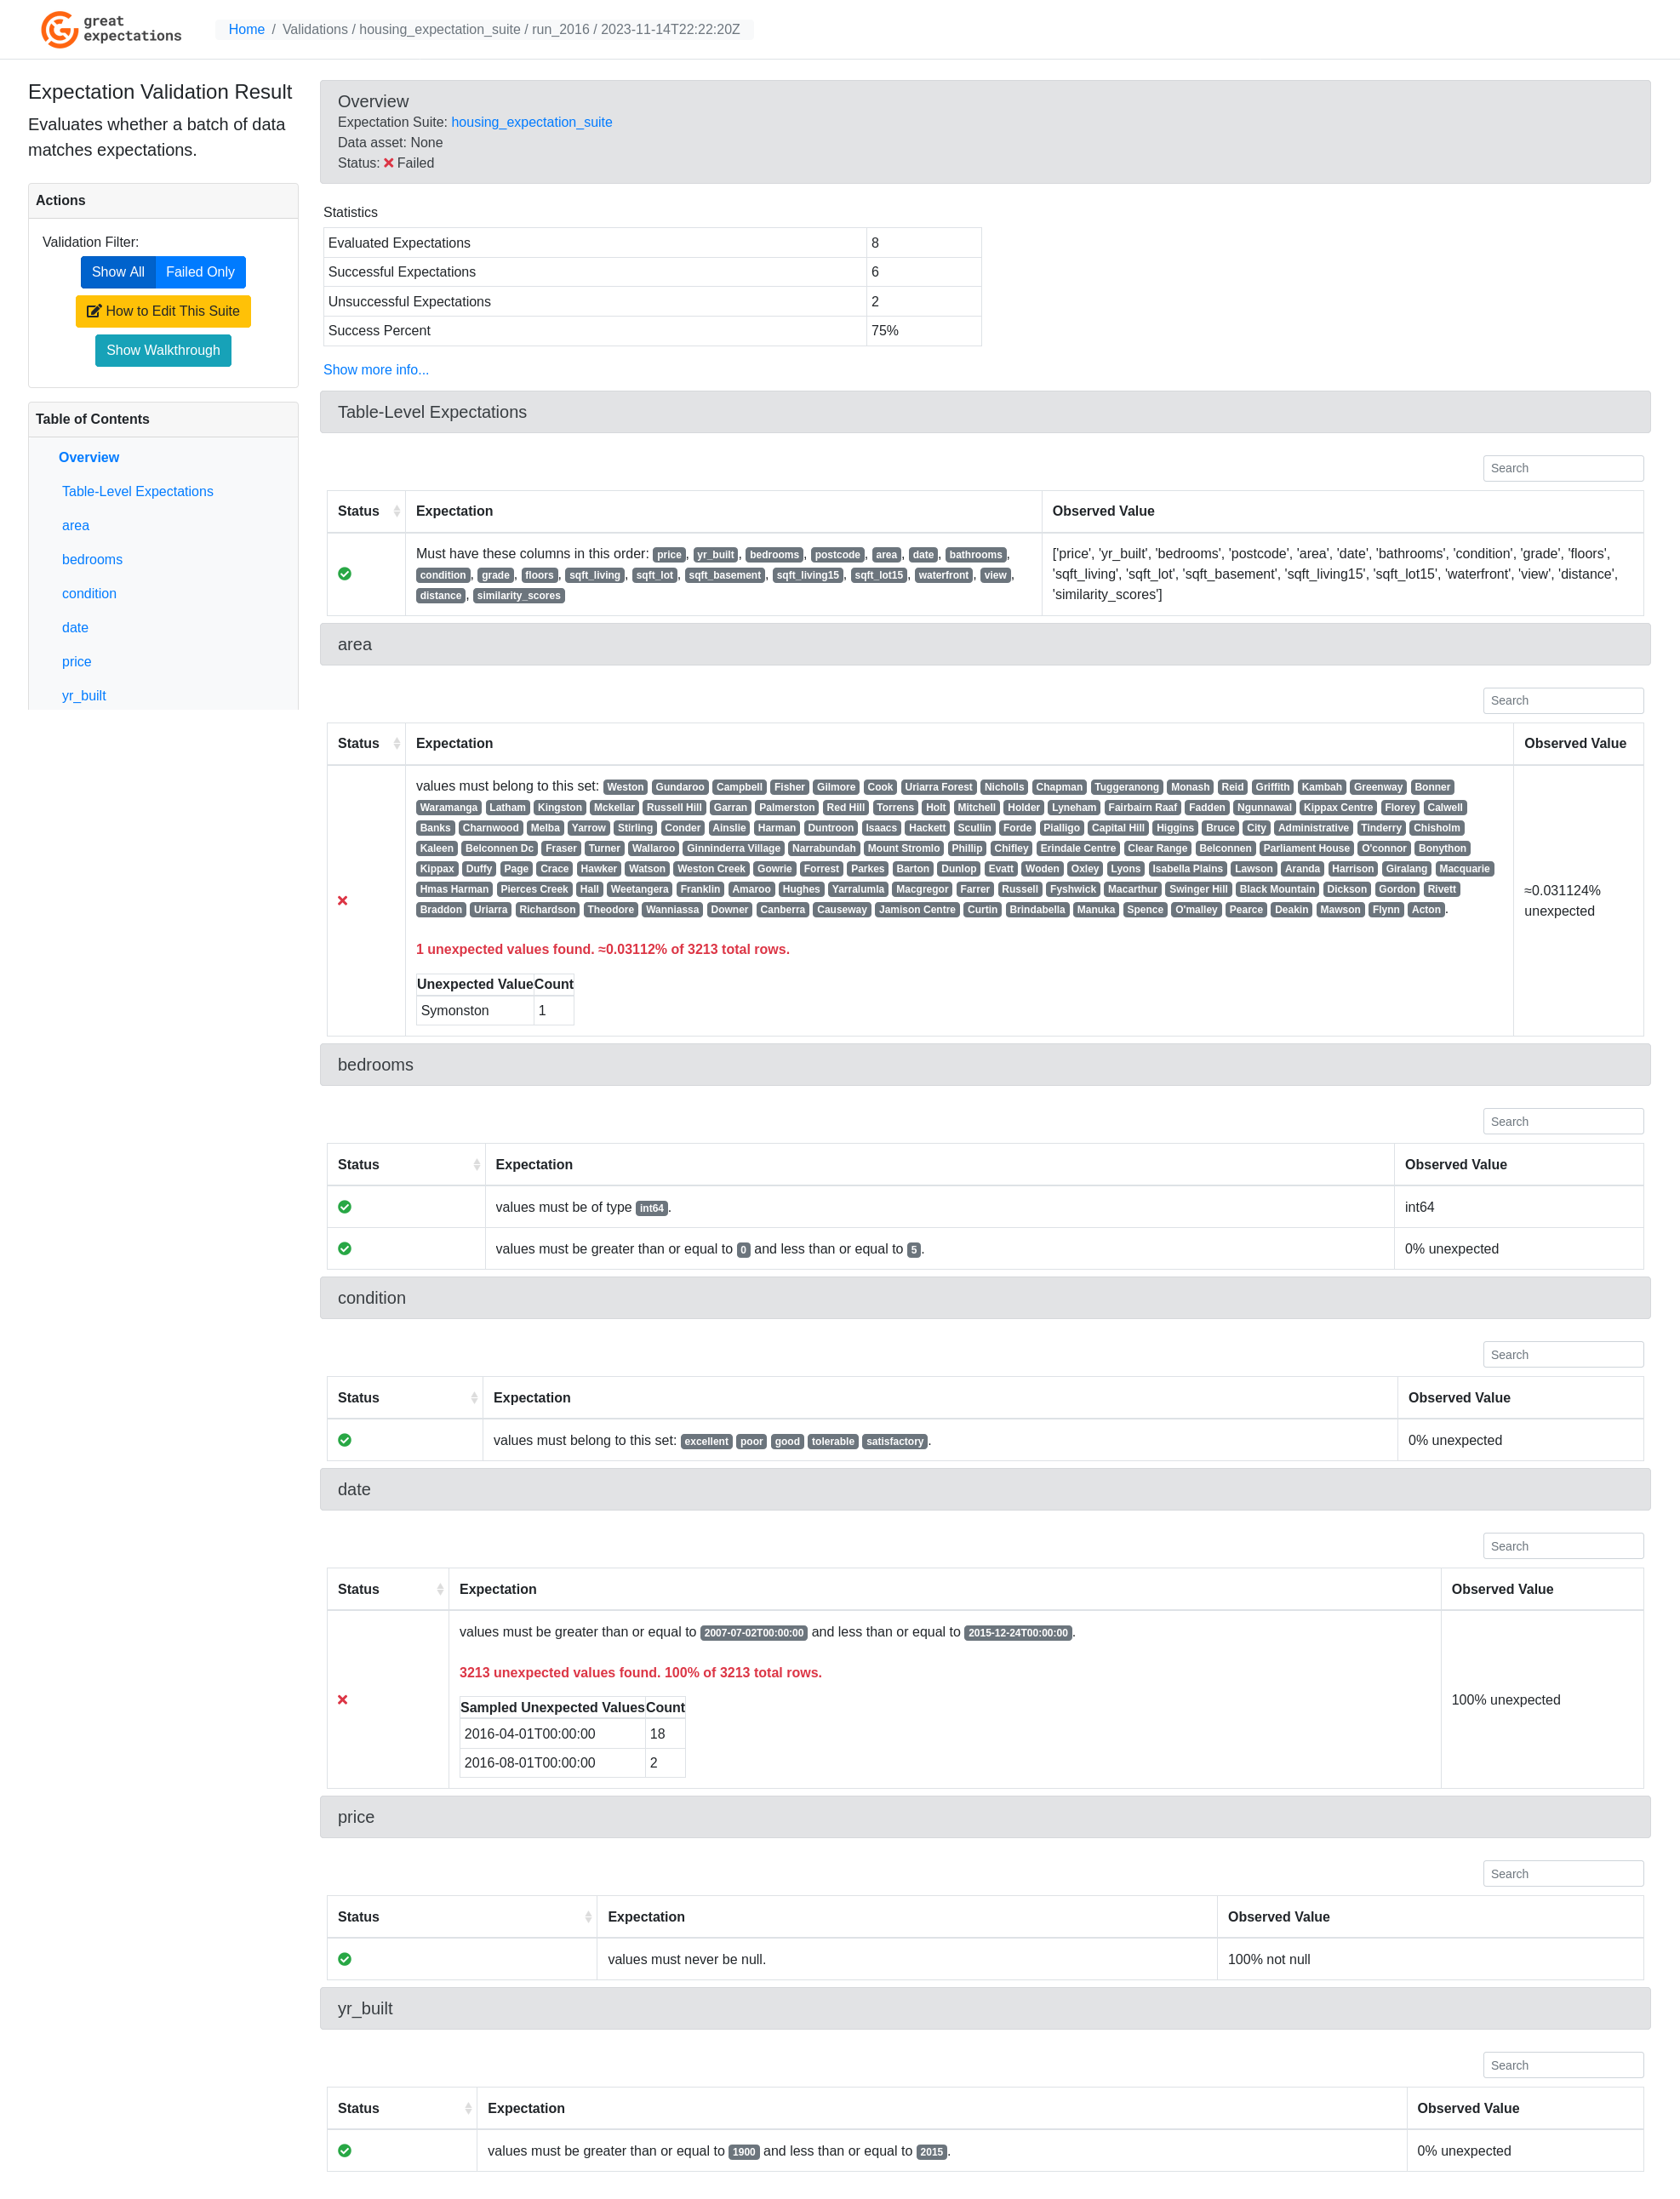 great
expectations
Home / Validations / housing_expectation_suite / run_2016 / 2023-11-14T22:22:20Z
Expectation Validation Result
Evaluates whether a batch of data
matches expectations.
Actions
Validation Filter:
Show All Failed Only
How to Edit This Suite
Show Walkthrough
Table of Contents
Overview
Table-Level Expectations
area
bedrooms
condition
date
price
yr_built
Overview
Expectation Suite: housing_expectation_suite
Data asset: None
Status: Failed
Statistics
Evaluated Expectations 8
Successful Expectations 6
Unsuccessful Expectations 2
Success Percent 75%
Show more info...
Table-Level Expectations
Search
Status Expectation Observed Value
Must have these columns in this order: price, yr_built, bedrooms, postcode, area, date, bathrooms,
condition, grade, floors, sqft_living, sqft_lot, sqft_basement, sqft_living15, sqft_lot15, waterfront, view,
distance, similarity_scores
['price', 'yr_built', 'bedrooms', 'postcode', 'area', 'date', 'bathrooms', 'condition', 'grade', 'floors',
'sqft_living', 'sqft_lot', 'sqft_basement', 'sqft_living15', 'sqft_lot15', 'waterfront', 'view', 'distance',
'similarity_scores']
area
Search
Status Expectation Observed Value
values must belong to this set: Weston Gundaroo Campbell Fisher Gilmore Cook Uriarra Forest Nicholls Chapman Tuggeranong Monash Reid Griffith Kambah Greenway Bonner
Waramanga Latham Kingston Mckellar Russell Hill Garran Palmerston Red Hill Torrens Holt Mitchell Holder Lyneham Fairbairn Raaf Fadden Ngunnawal Kippax Centre Florey Calwell
Banks Charnwood Melba Yarrow Stirling Conder Ainslie Harman Duntroon Isaacs Hackett Scullin Forde Pialligo Capital Hill Higgins Bruce City Administrative Tinderry Chisholm
Kaleen Belconnen Dc Fraser Turner Wallaroo Ginninderra Village Narrabundah Mount Stromlo Phillip Chifley Erindale Centre Clear Range Belconnen Parliament House O'connor Bonython
Kippax Duffy Page Crace Hawker Watson Weston Creek Gowrie Forrest Parkes Barton Dunlop Evatt Woden Oxley Lyons Isabella Plains Lawson Aranda Harrison Giralang Macquarie
Hmas Harman Pierces Creek Hall Weetangera Franklin Amaroo Hughes Yarralumla Macgregor Farrer Russell Fyshwick Macarthur Swinger Hill Black Mountain Dickson Gordon Rivett
Braddon Uriarra Richardson Theodore Wanniassa Downer Canberra Causeway Jamison Centre Curtin Brindabella Manuka Spence O'malley Pearce Deakin Mawson Flynn Acton.
1 unexpected values found. ≈0.03112% of 3213 total rows.
Unexpected Value Count
Symonston 1
≈0.031124%
unexpected
bedrooms
Search
Status Expectation Observed Value
values must be of type int64. int64
values must be greater than or equal to 0 and less than or equal to 5. 0% unexpected
condition
Search
Status Expectation Observed Value
values must belong to this set: excellent poor good tolerable satisfactory. 0% unexpected
date
Search
Status Expectation Observed Value
values must be greater than or equal to 2007-07-02T00:00:00 and less than or equal to 2015-12-24T00:00:00.
3213 unexpected values found. 100% of 3213 total rows.
Sampled Unexpected Values Count
2016-04-01T00:00:00 18
2016-08-01T00:00:00 2
100% unexpected
price
Search
Status Expectation Observed Value
values must never be null. 100% not null
yr_built
Search
Status Expectation Observed Value
values must be greater than or equal to 1900 and less than or equal to 2015. 0% unexpected